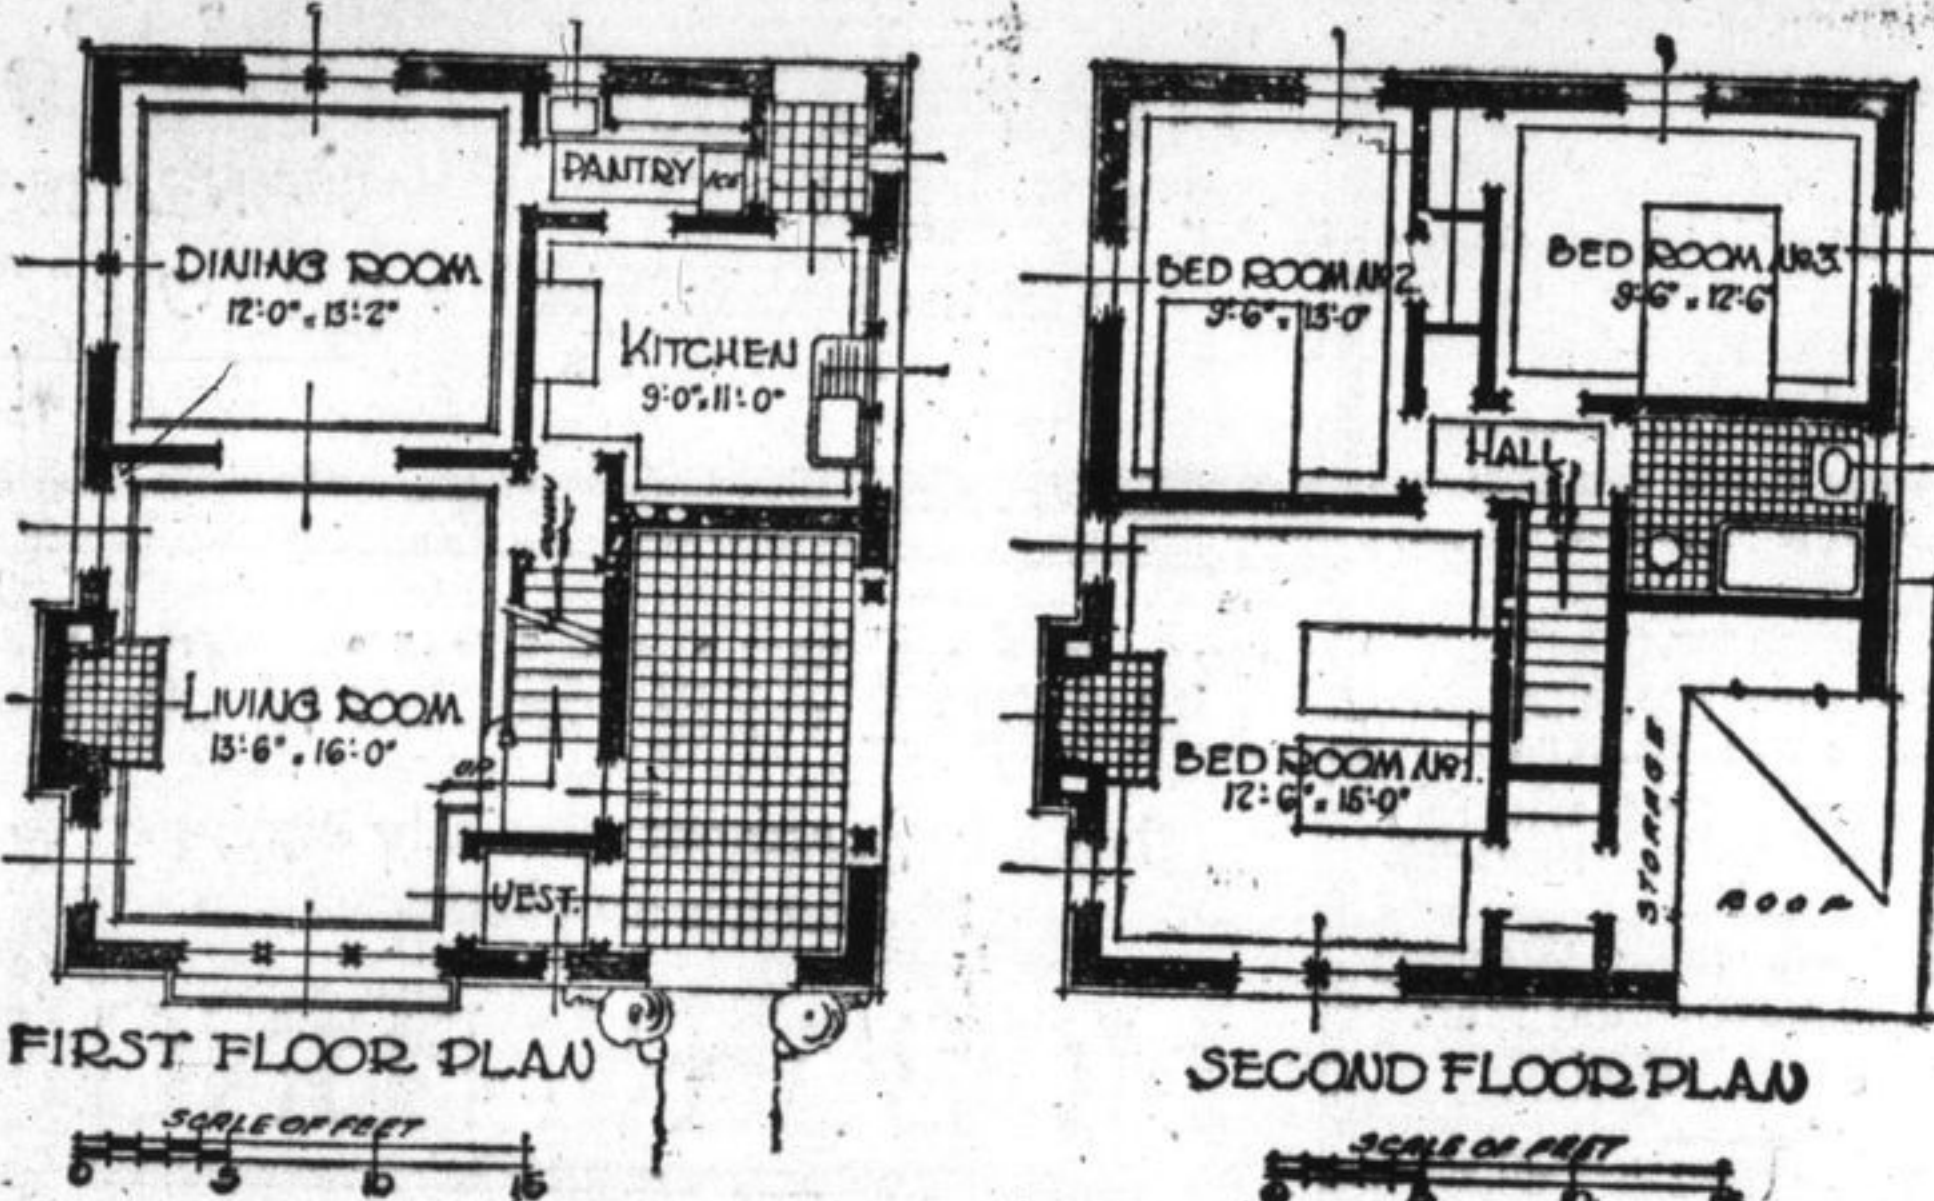 DINING ROOM
12'-0" x 13'-2"
PANTRY
ICE
KITCHEN
9'-0" x 11'-0"
DOWN
LIVING ROOM
13'-6" x 16'-0"
UP
VEST.
FIRST FLOOR PLAN
SCALE OF FEET
0 5 10 15
BED ROOM No 2.
9'-6" x 13'-0"
BED ROOM No 3.
9'-6" x 12'-6"
HALL
BED ROOM No 1.
12'-6" x 15'-0"
STORAGE
ROOF
SECOND FLOOR PLAN
SCALE OF FEET